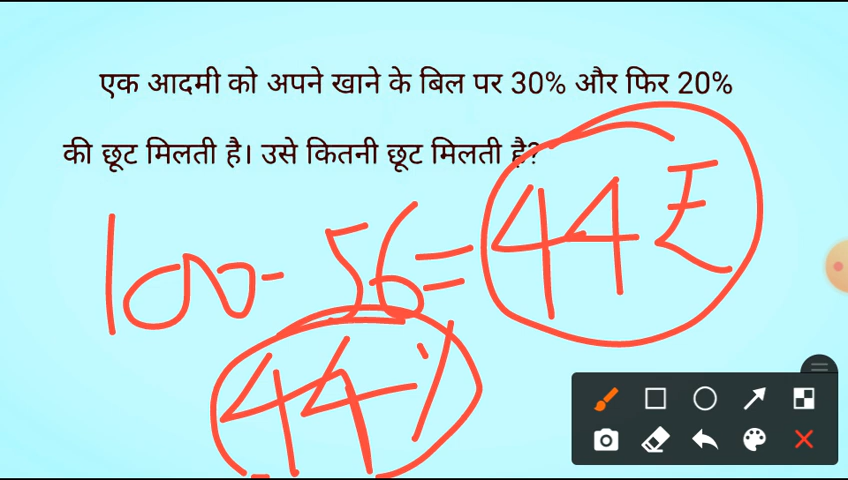 एक आदमी को अपने खाने के बिल पर 30% और फिर 20%
की छूट मिलती है। उसे कितनी छूट मिलती है?
100 - 56 = 44 ₹
44%